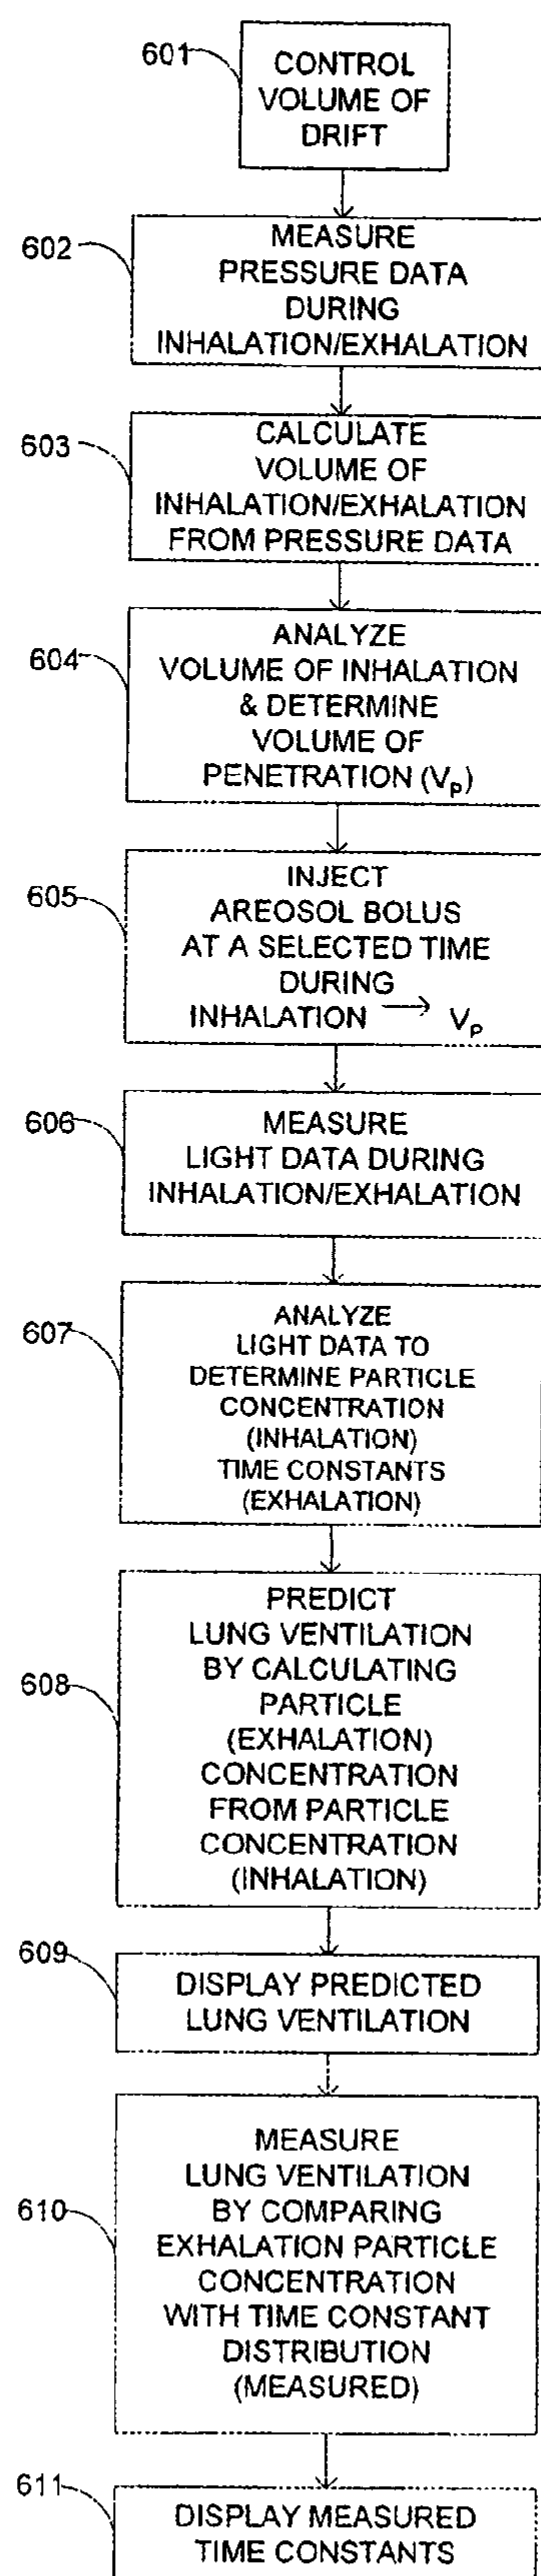 601
CONTROL
VOLUME OF
DRIFT
602
MEASURE
PRESSURE DATA
DURING
INHALATION/EXHALATION
603
CALCULATE
VOLUME OF
INHALATION/EXHALATION
FROM PRESSURE DATA
604
ANALYZE
VOLUME OF INHALATION
& DETERMINE
VOLUME OF
PENETRATION (Vp)
605
INJECT
AREOSOL BOLUS
AT A SELECTED TIME
DURING
INHALATION → Vp
606
MEASURE
LIGHT DATA DURING
INHALATION/EXHALATION
607
ANALYZE
LIGHT DATA TO
DETERMINE PARTICLE
CONCENTRATION
(INHALATION)
TIME CONSTANTS
(EXHALATION)
608
PREDICT
LUNG VENTILATION
BY CALCULATING
PARTICLE
(EXHALATION)
CONCENTRATION
FROM PARTICLE
CONCENTRATION
(INHALATION)
609
DISPLAY PREDICTED
LUNG VENTILATION
610
MEASURE
LUNG VENTILATION
BY COMPARING
EXHALATION PARTICLE
CONCENTRATION
WITH TIME CONSTANT
DISTRIBUTION
(MEASURED)
611
DISPLAY MEASURED
TIME CONSTANTS